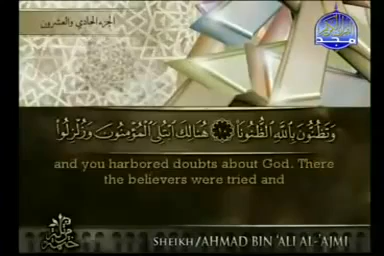 الجزء الحادي والعشرون
وَتَظُنُّونَ بِاللَّهِ الظُّنُونَا ۝١٠ هُنَالِكَ ابْتُلِيَ الْمُؤْمِنُونَ وَزُلْزِلُوا
and you harbored doubts about God. There
the believers were tried and
SHEIKH/AHMAD BIN 'ALI AL-'AJMI